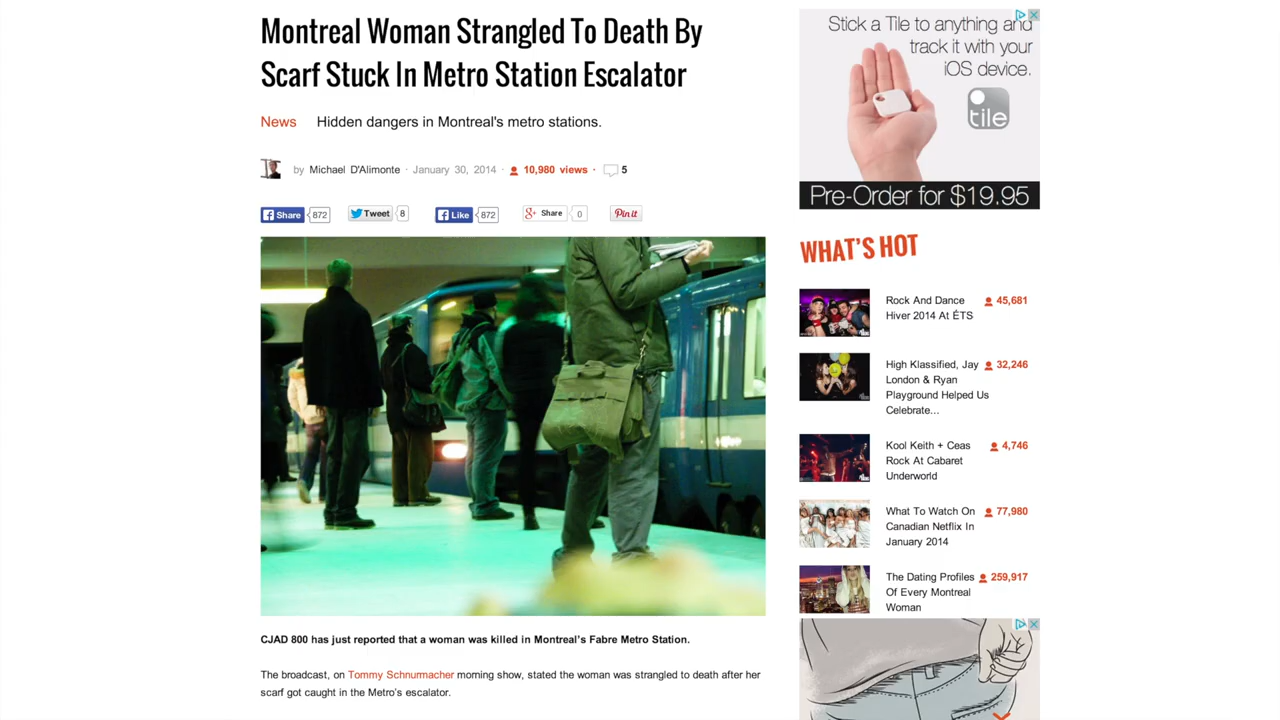 Montreal Woman Strangled To Death By
Scarf Stuck In Metro Station Escalator
News Hidden dangers in Montreal's metro stations.
by Michael D'Alimonte · January 30, 2014 · 10,980 views · 5
Share 872 Tweet 8 Like 872 Share 0 Pin it
CJAD 800 has just reported that a woman was killed in Montreal's Fabre Metro Station.
The broadcast, on Tommy Schnurmacher morning show, stated the woman was strangled to death after her
scarf got caught in the Metro's escalator.
Stick a Tile to anything and
track it with your
iOS device.
tile
Pre-Order for $19.95
WHAT'S HOT
Rock And Dance 45,681
Hiver 2014 At ÉTS
High Klassified, Jay 32,246
London & Ryan
Playground Helped Us
Celebrate...
Kool Keith + Ceas 4,746
Rock At Cabaret
Underworld
What To Watch On 77,980
Canadian Netflix In
January 2014
The Dating Profiles 259,917
Of Every Montreal
Woman